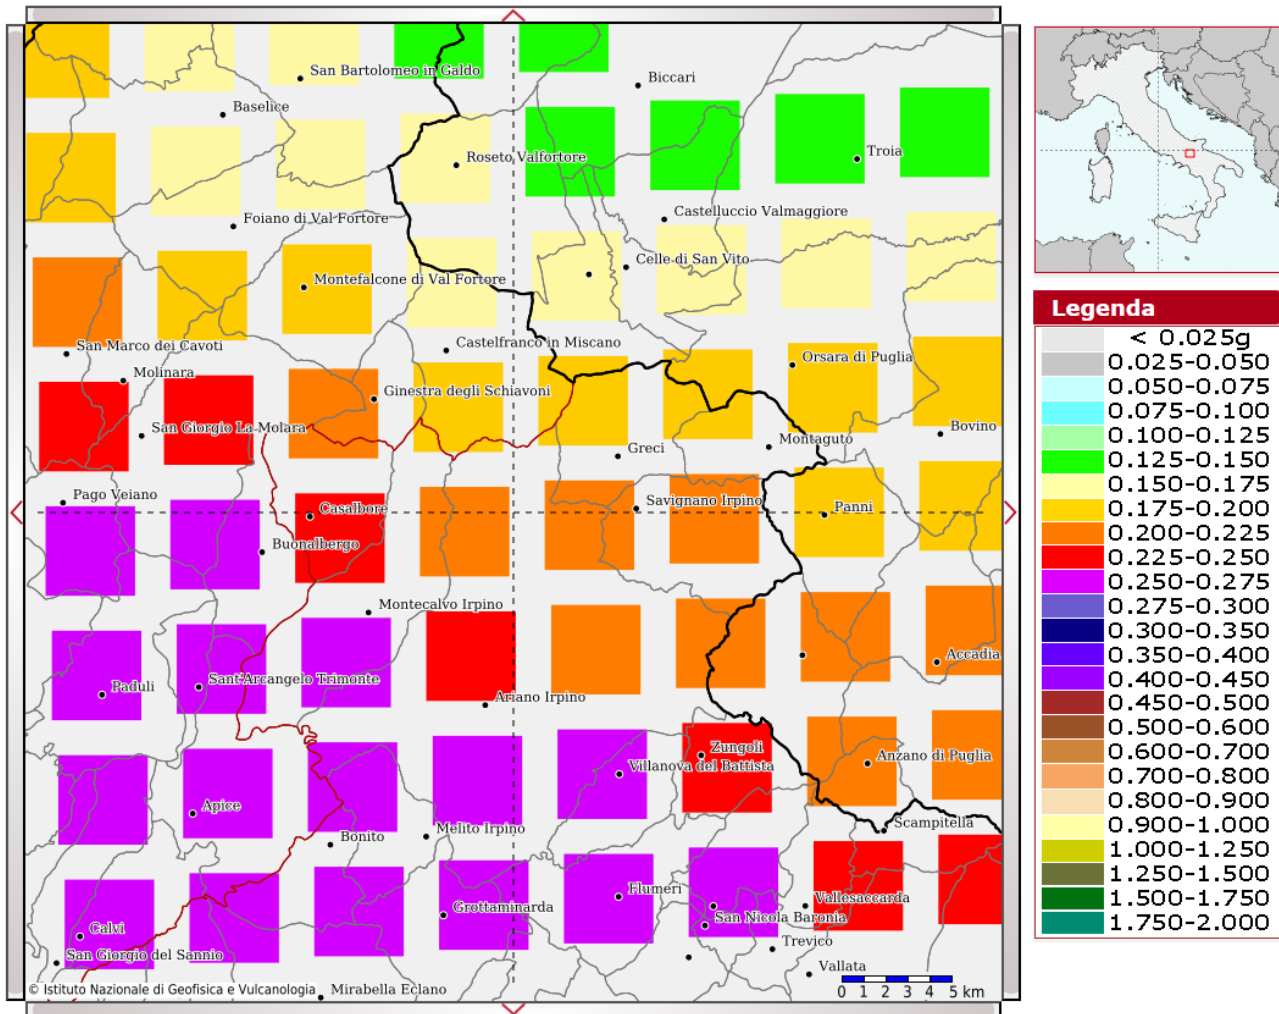 San Bartolomeo in Galdo
Biccari
Baselice
Troia
Roseto Valfortore
Castelluccio Valmaggiore
Foiano di Val Fortore
Celle di San Vito
Montefalcone di Val Fortore
San Marco dei Cavoti
Castelfranco in Miscano
Orsara di Puglia
Molinara
Ginestra degli Schiavoni
San Giorgio La Molara
Bovino
Montaguto
Greci
Pago Veiano
Casalbore
Savignano Irpino
Panni
Buonalbergo
Montecalvo Irpino
Accadia
Sant'Arcangelo Trimonte
Paduli
Ariano Irpino
Zungoli
Anzano di Puglia
Villanova del Battista
Apice
Scampitella
Melito Irpino
Bonito
Flumeri
Vallesaccarda
Grottaminarda
San Nicola Baronia
Calvi
Trevico
San Giorgio del Sannio
Vallata
© Istituto Nazionale di Geofisica e Vulcanologia
Mirabella Eclano
0 1 2 3 4 5 km
Legenda
< 0.025g
0.025-0.050
0.050-0.075
0.075-0.100
0.100-0.125
0.125-0.150
0.150-0.175
0.175-0.200
0.200-0.225
0.225-0.250
0.250-0.275
0.275-0.300
0.300-0.350
0.350-0.400
0.400-0.450
0.450-0.500
0.500-0.600
0.600-0.700
0.700-0.800
0.800-0.900
0.900-1.000
1.000-1.250
1.250-1.500
1.500-1.750
1.750-2.000